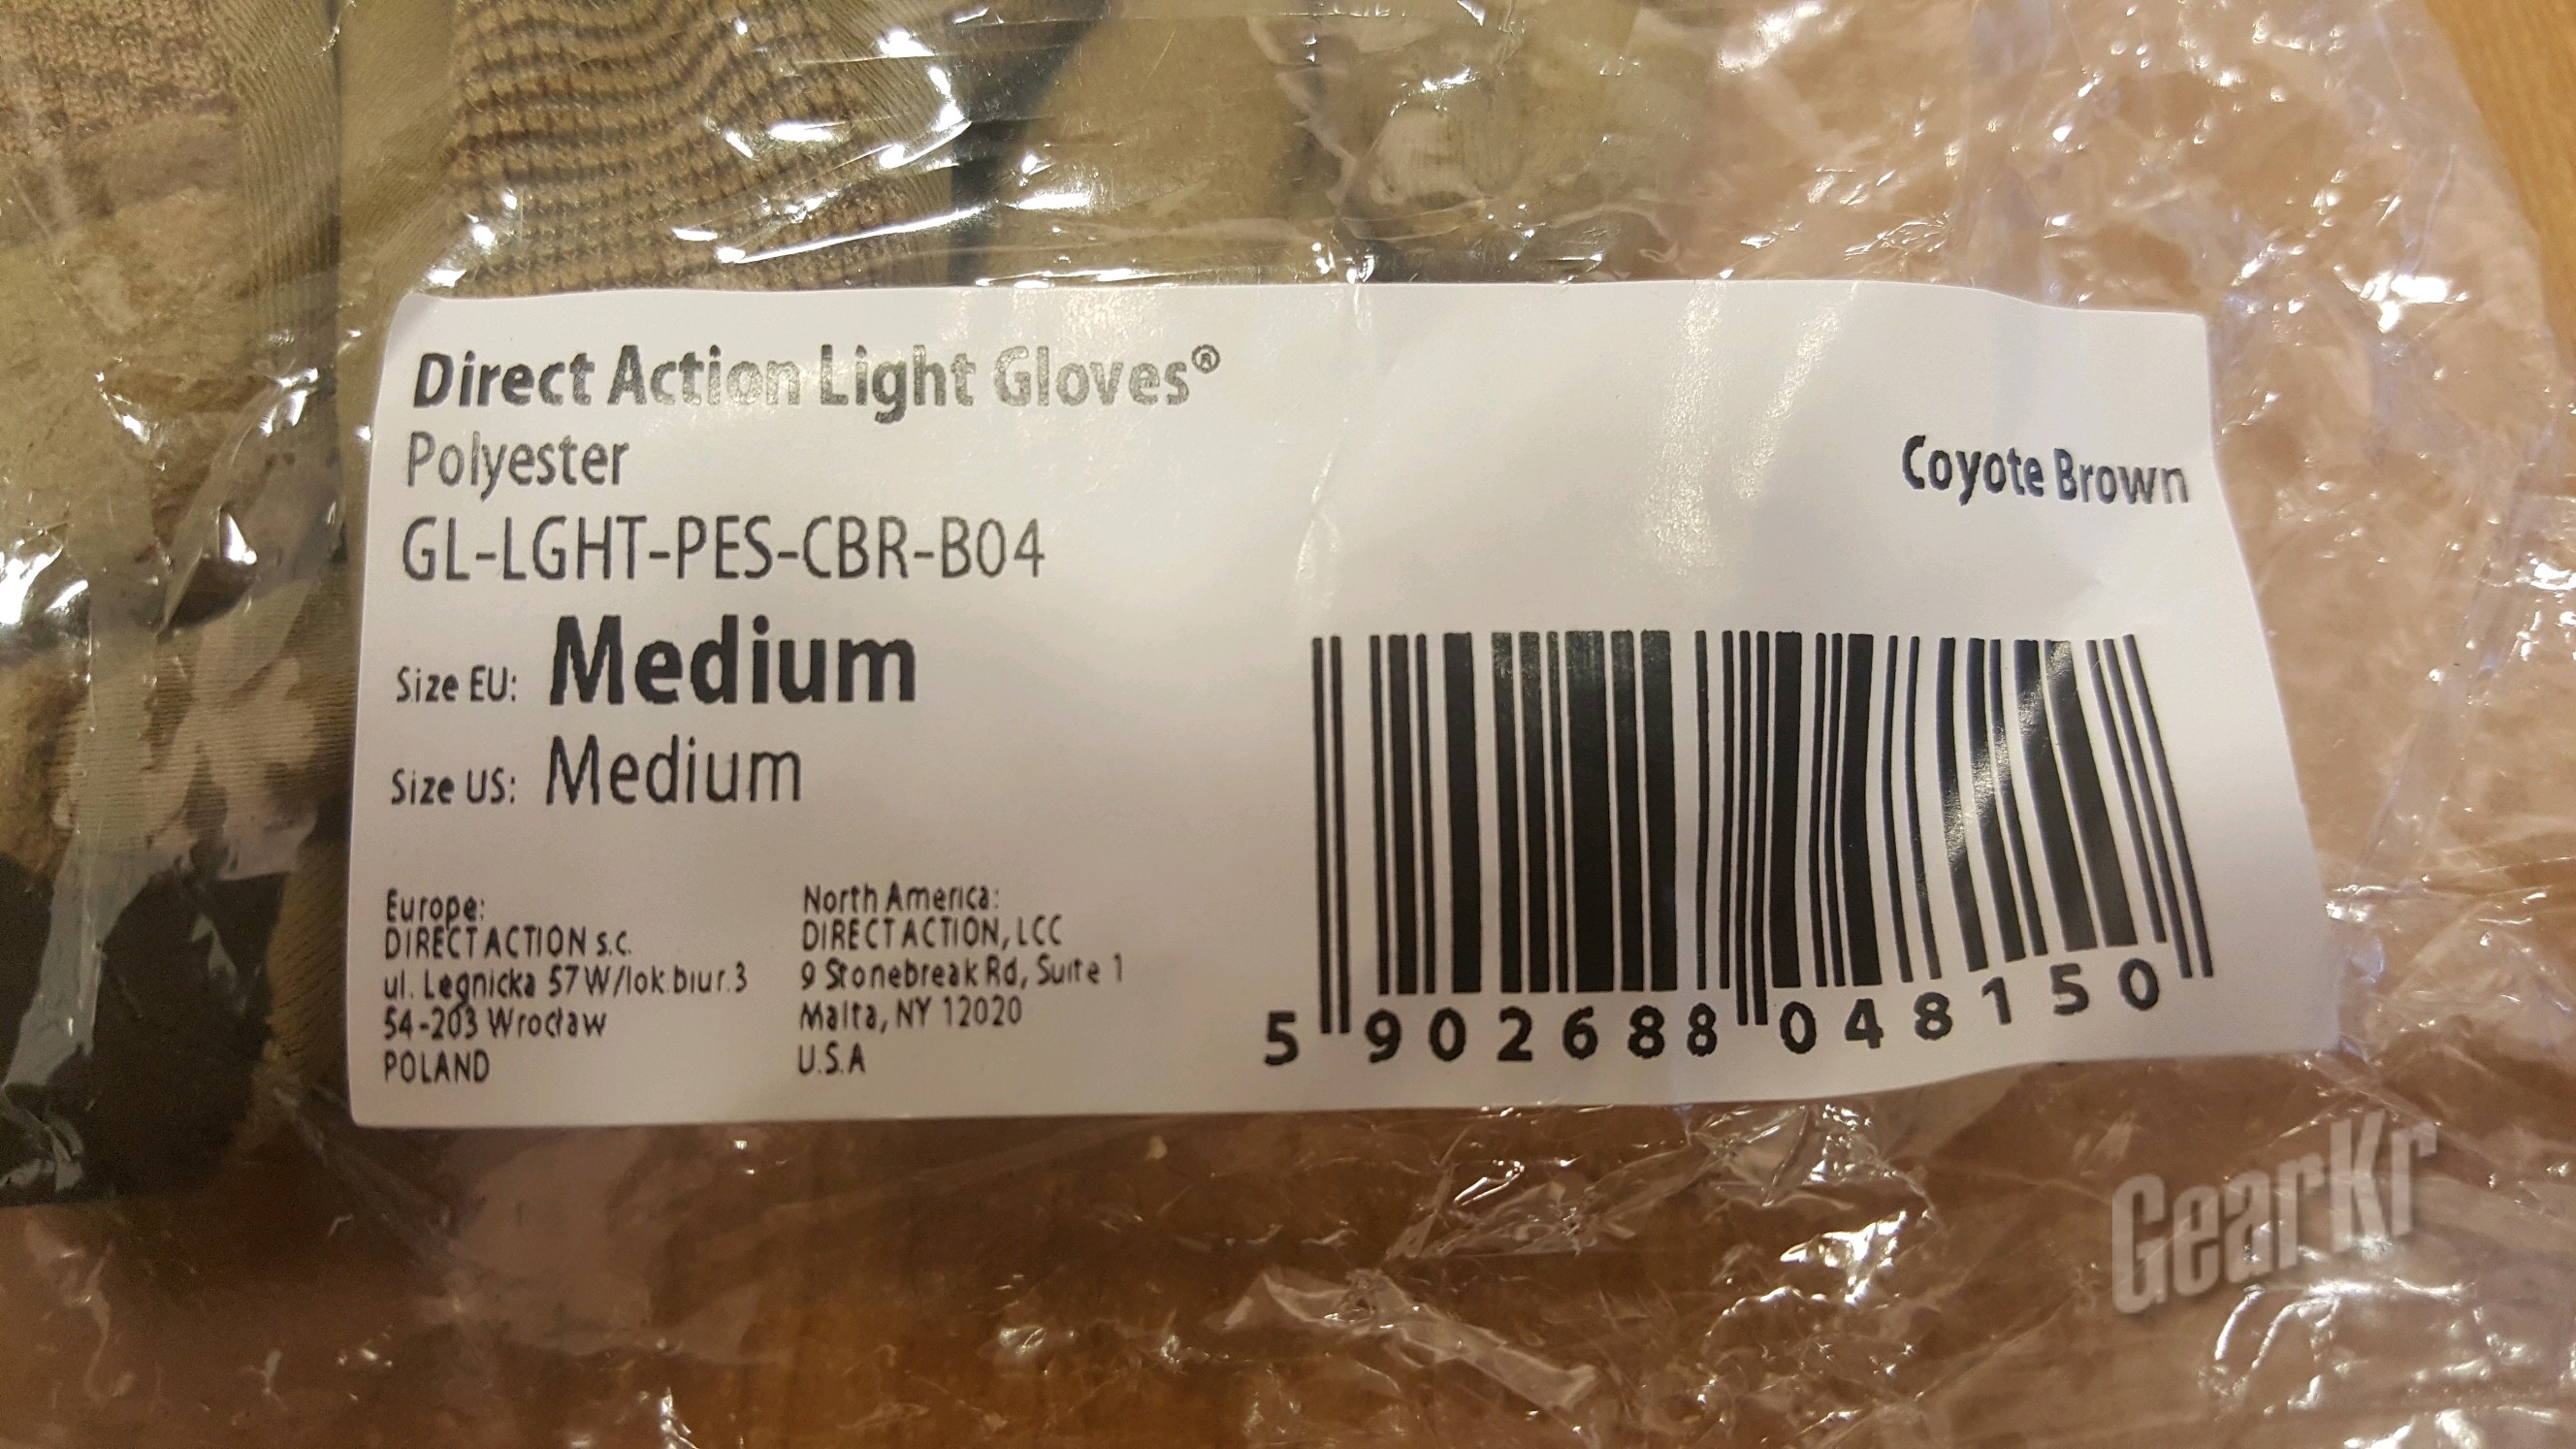 Direct Action Light Gloves®
Polyester
Coyote Brown
GL-LGHT-PES-CBR-B04
Size EU: Medium
Size US: Medium
Europe:
DIRECT ACTION s.c.
ul. Legnicka 57W/lok.biur.3
54-203 Wrocław
POLAND
North America:
DIRECT ACTION, LCC
9 Stonebreak Rd, Suite 1
Malta, NY 12020
U.S.A
5 902688 048150
GearKr